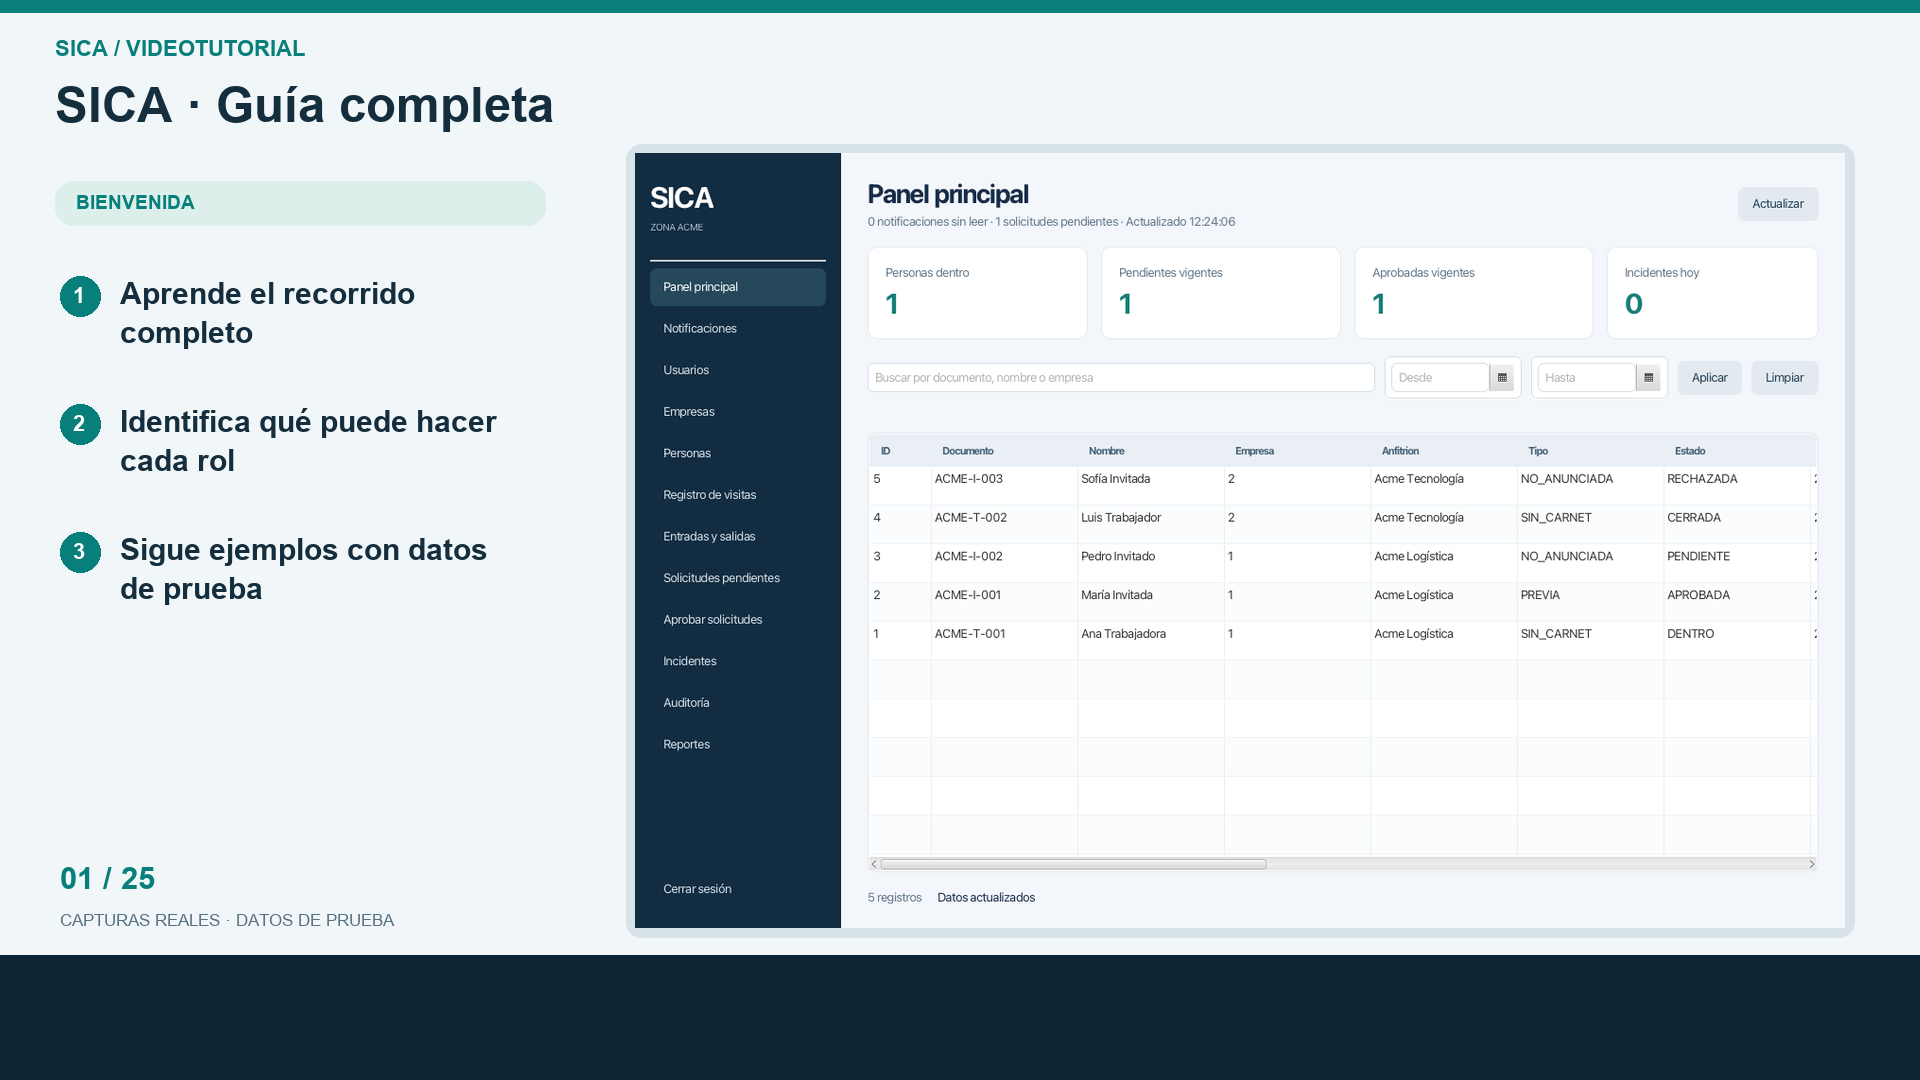 SICA / VIDEOTUTORIAL
SICA · Guía completa
BIENVENIDA
1 Aprende el recorrido
completo
2 Identifica qué puede hacer
cada rol
3 Sigue ejemplos con datos
de prueba
01 / 25
CAPTURAS REALES · DATOS DE PRUEBA
SICA
ZONA ACME
Panel principal
Notificaciones
Usuarios
Empresas
Personas
Registro de visitas
Entradas y salidas
Solicitudes pendientes
Aprobar solicitudes
Incidentes
Auditoría
Reportes
Cerrar sesión
Panel principal
0 notificaciones sin leer · 1 solicitudes pendientes · Actualizado 12:24:06
Actualizar
Personas dentro Pendientes vigentes Aprobadas vigentes Incidentes hoy
1 1 1 0
Buscar por documento, nombre o empresa Desde Hasta Aplicar Limpiar
ID Documento Nombre Empresa Anfitrion Tipo Estado
5 ACME-I-003 Sofía Invitada 2 Acme Tecnología NO_ANUNCIADA RECHAZADA
4 ACME-T-002 Luis Trabajador 2 Acme Tecnología SIN_CARNET CERRADA
3 ACME-I-002 Pedro Invitado 1 Acme Logística NO_ANUNCIADA PENDIENTE
2 ACME-I-001 María Invitada 1 Acme Logística PREVIA APROBADA
1 ACME-T-001 Ana Trabajadora 1 Acme Logística SIN_CARNET DENTRO
5 registros Datos actualizados